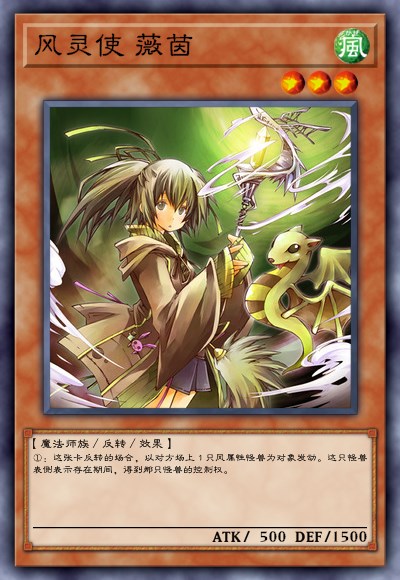 风灵使 薇茵
風
【魔法师族／反转／效果】
①：这张卡反转的场合，以对方场上１只风属性怪兽为对象发动。这只怪兽
表侧表示存在期间，得到那只怪兽的控制权。
ATK/ 500 DEF/1500